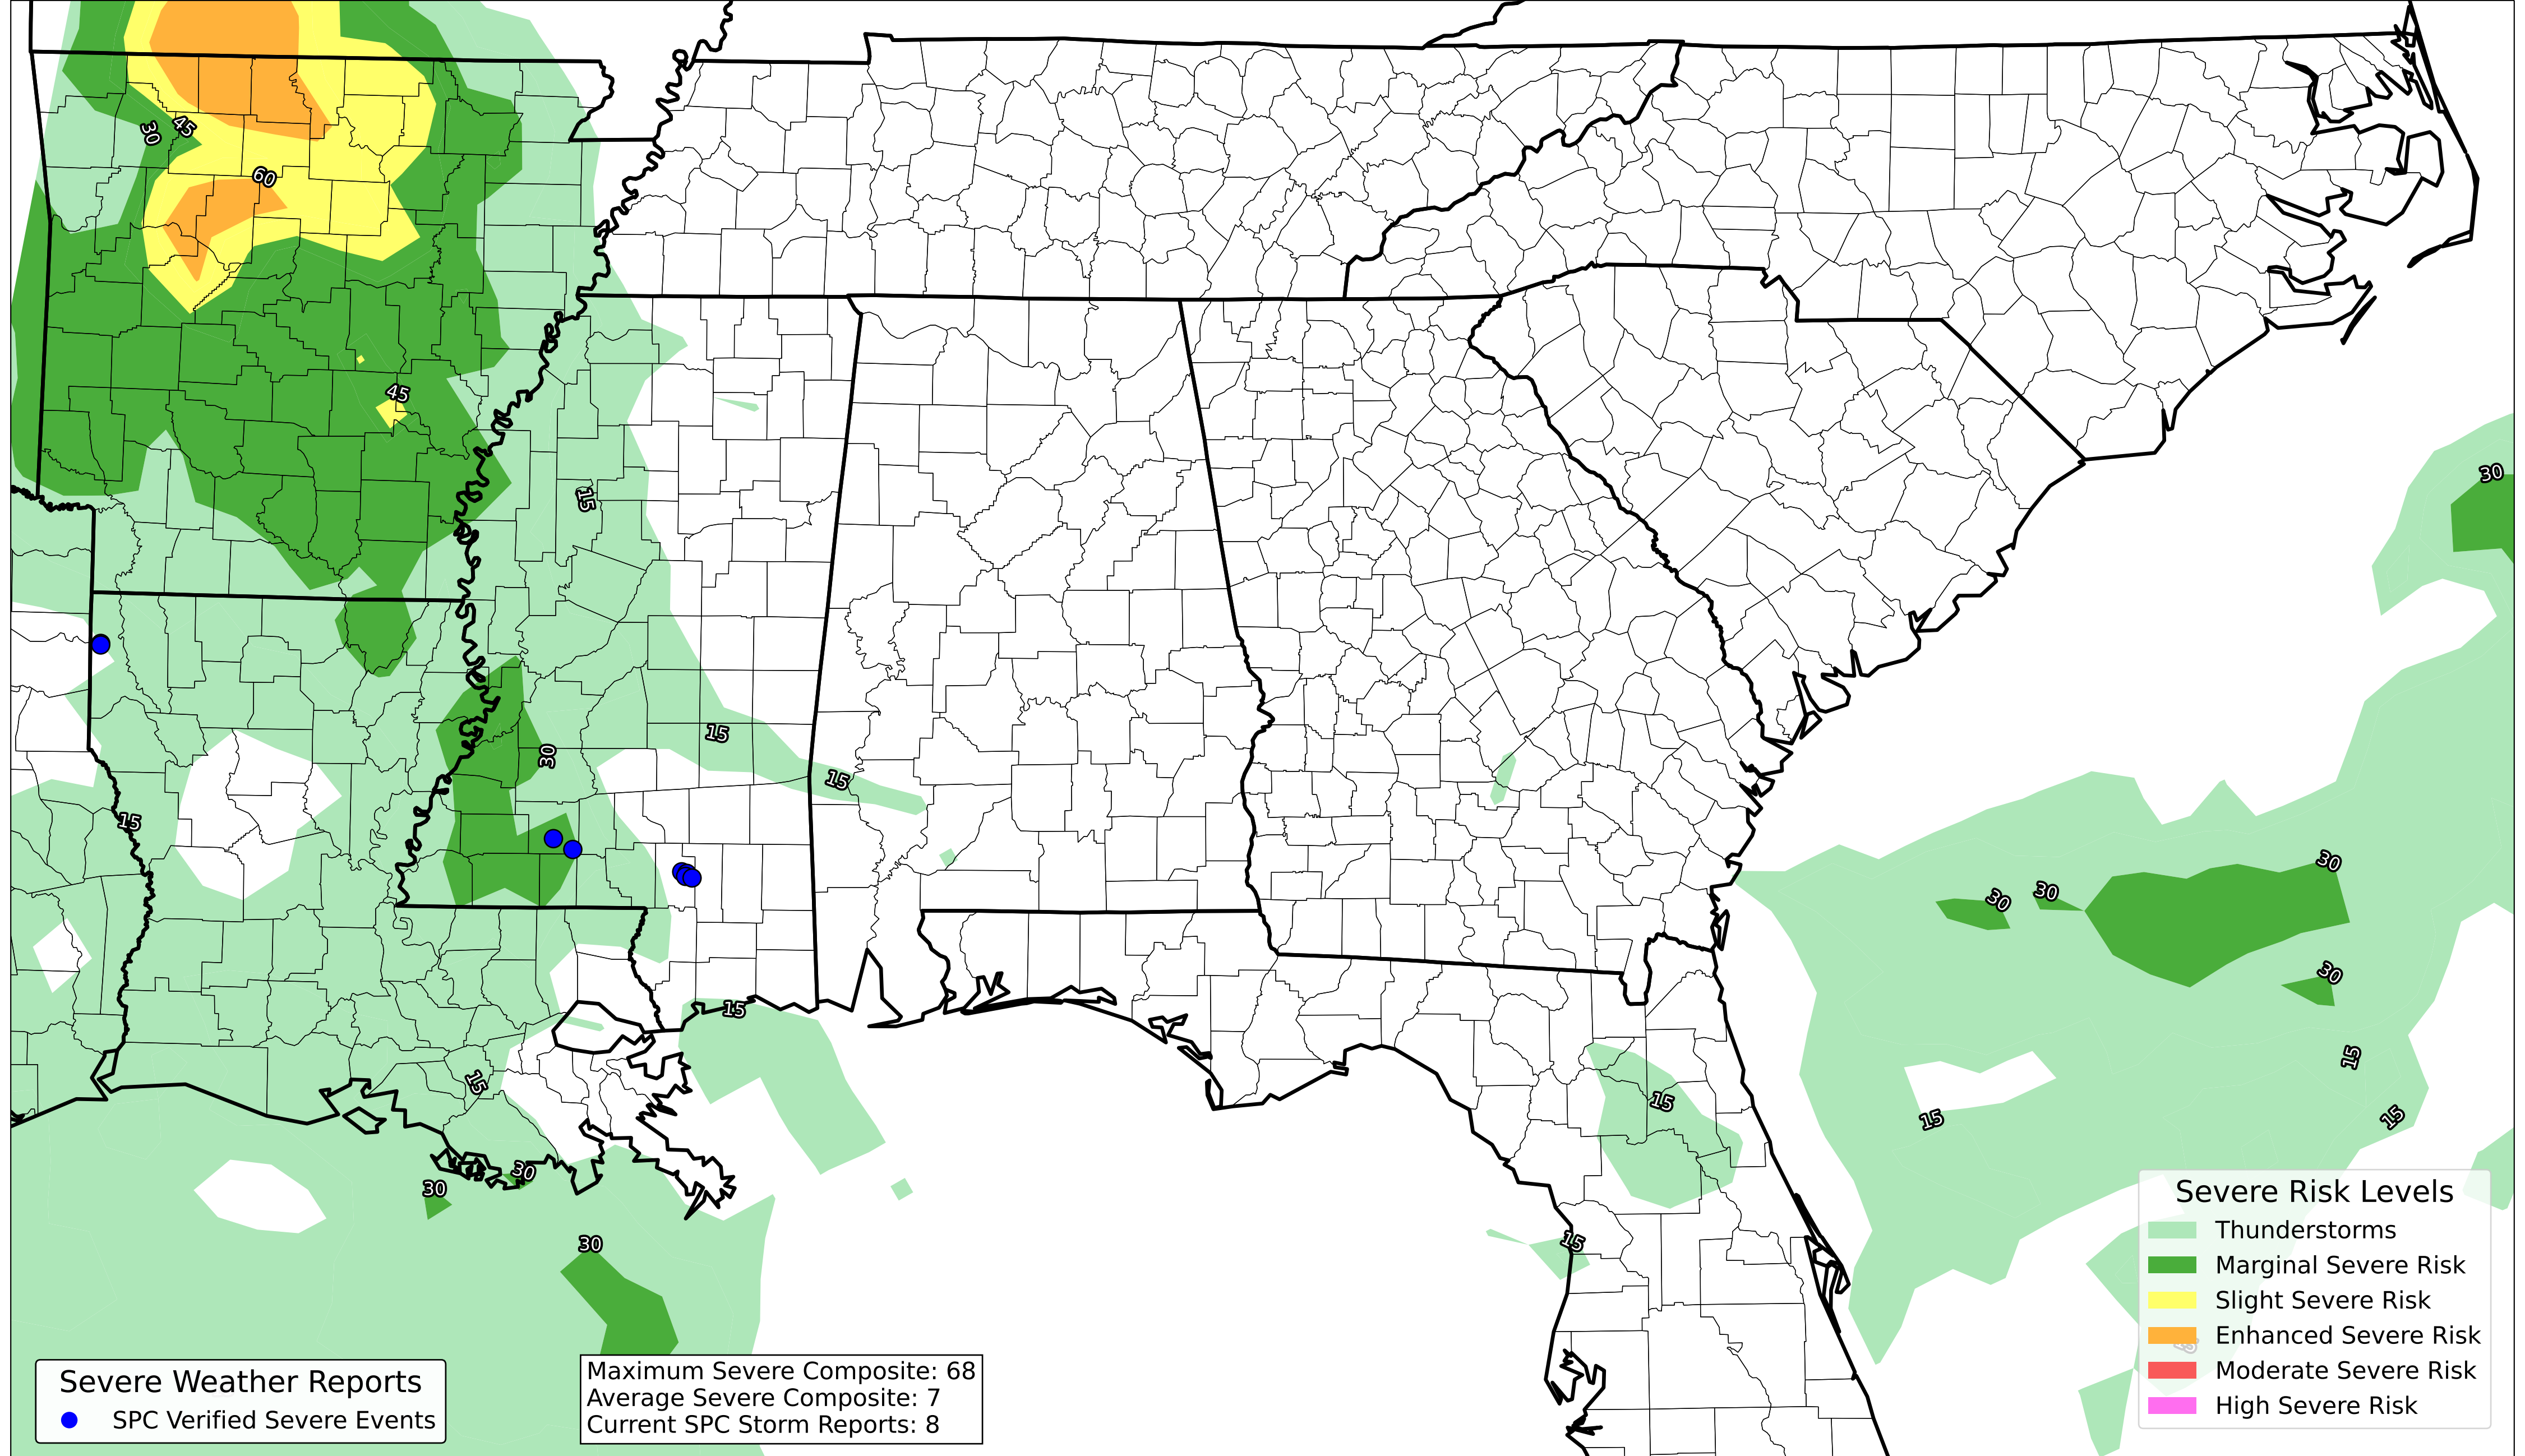 45
30
60
30
45
15
15
30
15
15
30
30
30
30
15
15
15
15
15
30
30
15
30
Severe Risk Levels
Thunderstorms
Marginal Severe Risk
Slight Severe Risk
Enhanced Severe Risk
Moderate Severe Risk
High Severe Risk
Severe Weather Reports
SPC Verified Severe Events
Maximum Severe Composite: 68
Average Severe Composite: 7
Current SPC Storm Reports: 8